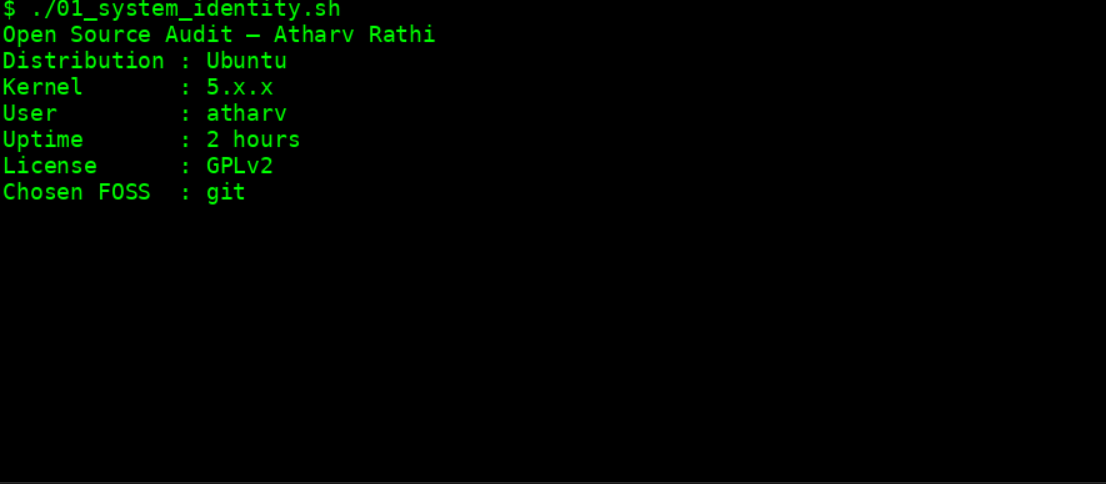 $ ./01_system_identity.sh
Open Source Audit — Atharv Rathi
Distribution : Ubuntu
Kernel       : 5.x.x
User         : atharv
Uptime       : 2 hours
License      : GPLv2
Chosen FOSS  : git